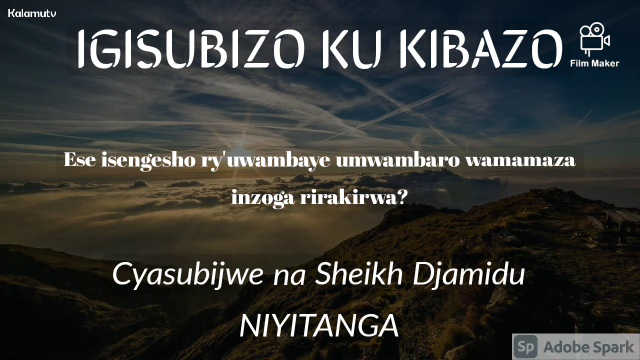 Kalamutv
IGISUBIZO KU KIBAZO
Film Maker
Ese isengesho ry'uwambaye umwambaro wamamaza
inzoga rirakirwa?
Cyasubijwe na Sheikh Djamidu
NIYITANGA
Sp Adobe Spark